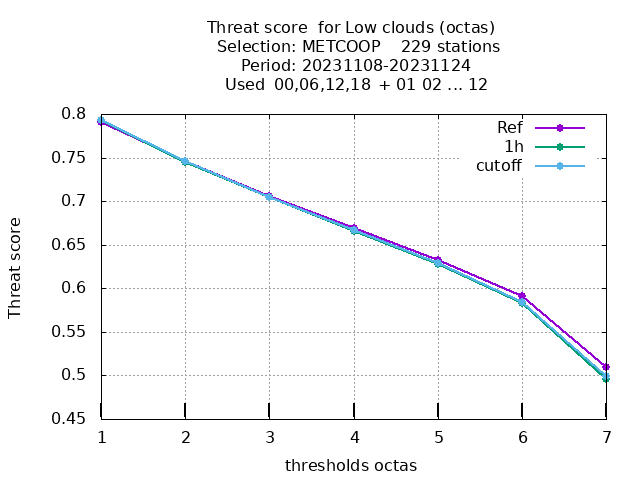 Threat score  for Low clouds (octas)
Selection: METCOOP    229 stations
Period: 20231108-20231124
Used  00,06,12,18  + 01 02 ... 12
Ref
1h
cutoff
0.8
0.75
0.7
0.65
0.6
0.55
0.5
0.45
Threat score
1 2 3 4 5 6 7
thresholds octas